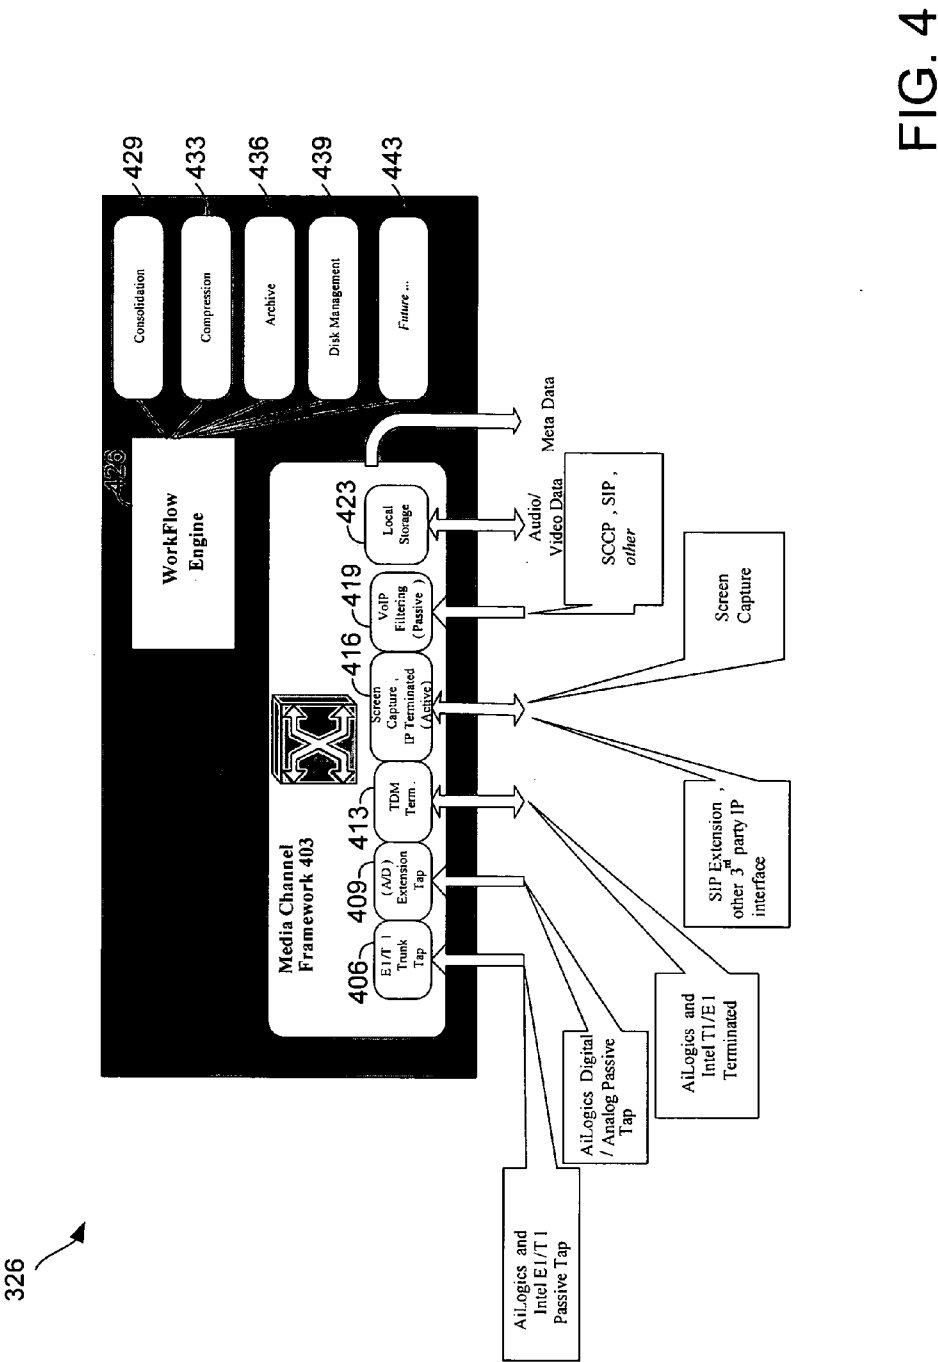 326
WorkFlow
Engine
426
Consolidation
429
Compression
433
Archive
436
Disk Management
439
Future ...
443
Media Channel
Framework 403
406
E1/T1
Trunk
Tap
409
(A/D)
Extension
Tap
413
TDM
Term .
416
Screen
Capture ,
IP Terminated
(Active)
419
VoIP
Filtering
(Passive )
423
Local
Storage
Meta Data
Audio/
Video Data
SCCP , SIP ,
other
Screen
Capture
SIP Extension ,
other 3rd party IP
interface
AiLogics and
Intel T1/E1
Terminated
AiLogics Digital
/ Analog Passive
Tap
AiLogics and
Intel E1/T1
Passive Tap
FIG. 4